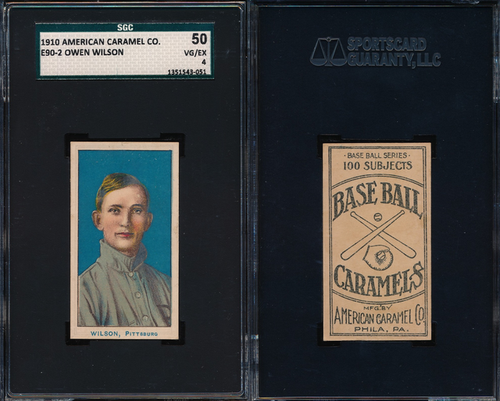 SGC
1910 AMERICAN CARAMEL CO.
E90-2 OWEN WILSON
50
VG/EX
4
1351543-051
WILSON, PITTSBURG
SPORTSCARD
GUARANTY, LLC
· BASE BALL SERIES ·
100 SUBJECTS
BASE BALL
CARAMELS
MFG. BY
AMERICAN CARAMEL CO.
PHILA, PA.